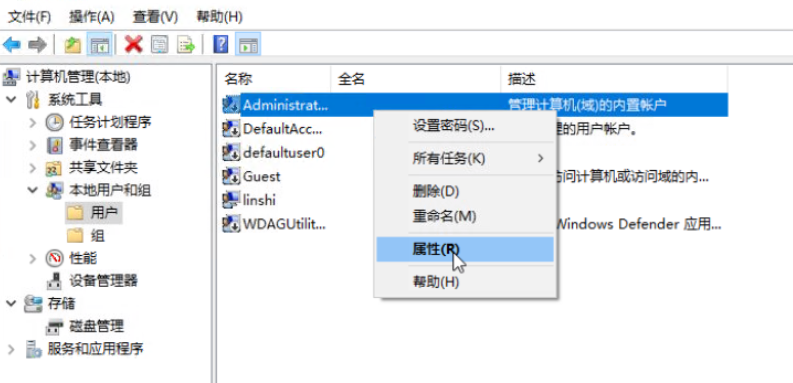 文件(F) 操作(A) 查看(V) 帮助(H)
计算机管理(本地)
系统工具
任务计划程序
事件查看器
共享文件夹
本地用户和组
用户
组
性能
设备管理器
存储
磁盘管理
服务和应用程序
名称 全名 描述
Administrat... 管理计算机(域)的内置帐户
DefaultAcc... 理的用户帐户。
defaultuser0
Guest 访问计算机或访问域的内...
linshi
WDAGUtilit... Windows Defender 应用...
设置密码(S)...
所有任务(K)
删除(D)
重命名(M)
属性(R)
帮助(H)